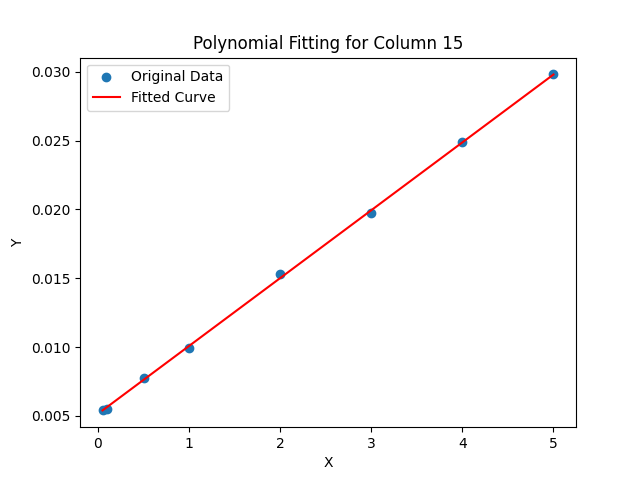 Polynomial Fitting for Column 15
Original Data
Fitted Curve
Y
0.030
0.025
0.020
0.015
0.010
0.005
0 1 2 3 4 5
X